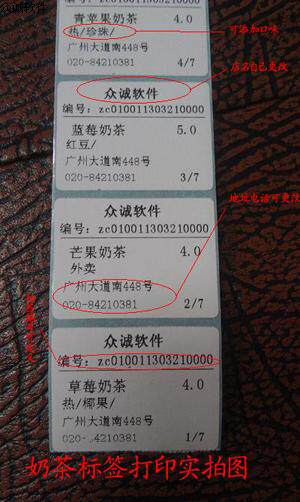 编号: zc010011303210000
青苹果奶茶 4.0
热/珍珠/
广州大道南448号
020-84210381 4/7
可添加口味
众诚软件
店名自己更改
编号: zc010011303210000
蓝莓奶茶 5.0
红豆/
广州大道南448号
020-84210381 3/7
地址电话可更改
众诚软件
编号: zc010011303210000
芒果奶茶 4.0
外卖
广州大道南448号
020-84210381 2/7
众诚软件
编号: zc010011303210000
草莓奶茶 4.0
热/椰果/
广州大道南448号
4210381 1/7
奶茶标签打印实拍图